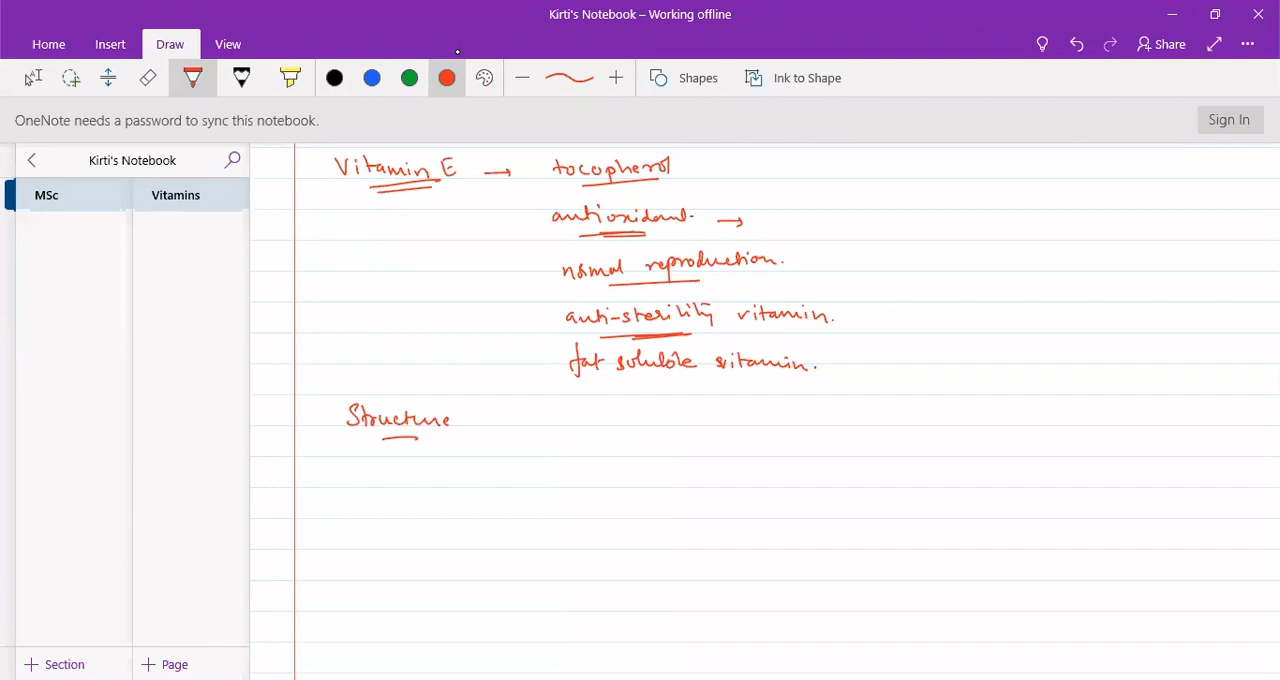 Kirti's Notebook – Working offline
Home Insert Draw View Share
Shapes Ink to Shape
OneNote needs a password to sync this notebook. Sign In
Kirti's Notebook
MSc Vitamins
Vitamin E → tocopherol
antioxidant. →
normal reproduction.
anti-sterility vitamin.
fat soluble vitamin.
Structure
+ Section + Page